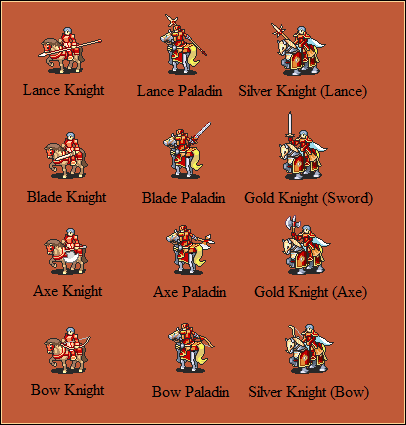 Lance Knight Lance Paladin Silver Knight (Lance)
Blade Knight Blade Paladin Gold Knight (Sword)
Axe Knight Axe Paladin Gold Knight (Axe)
Bow Knight Bow Paladin Silver Knight (Bow)